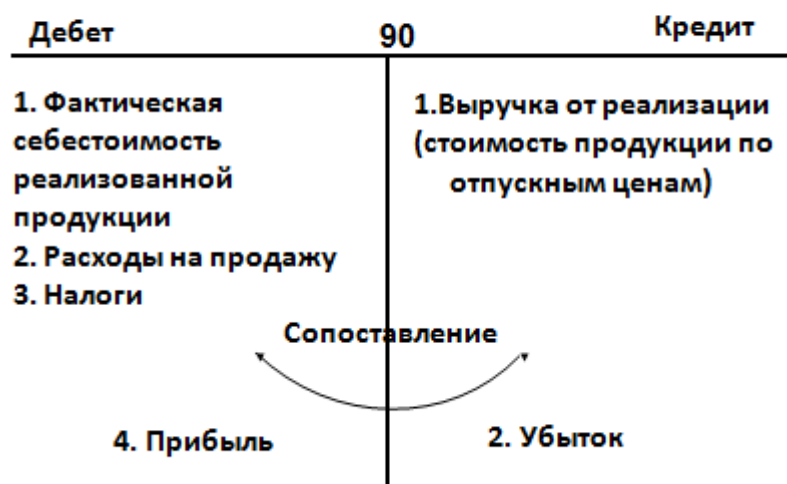 Дебет 90 Кредит
1. Фактическая
себестоимость
реализованной
продукции
2. Расходы на продажу
3. Налоги
1.Выручка от реализации
(стоимость продукции по
отпускным ценам)
Сопоставление
4. Прибыль
2. Убыток